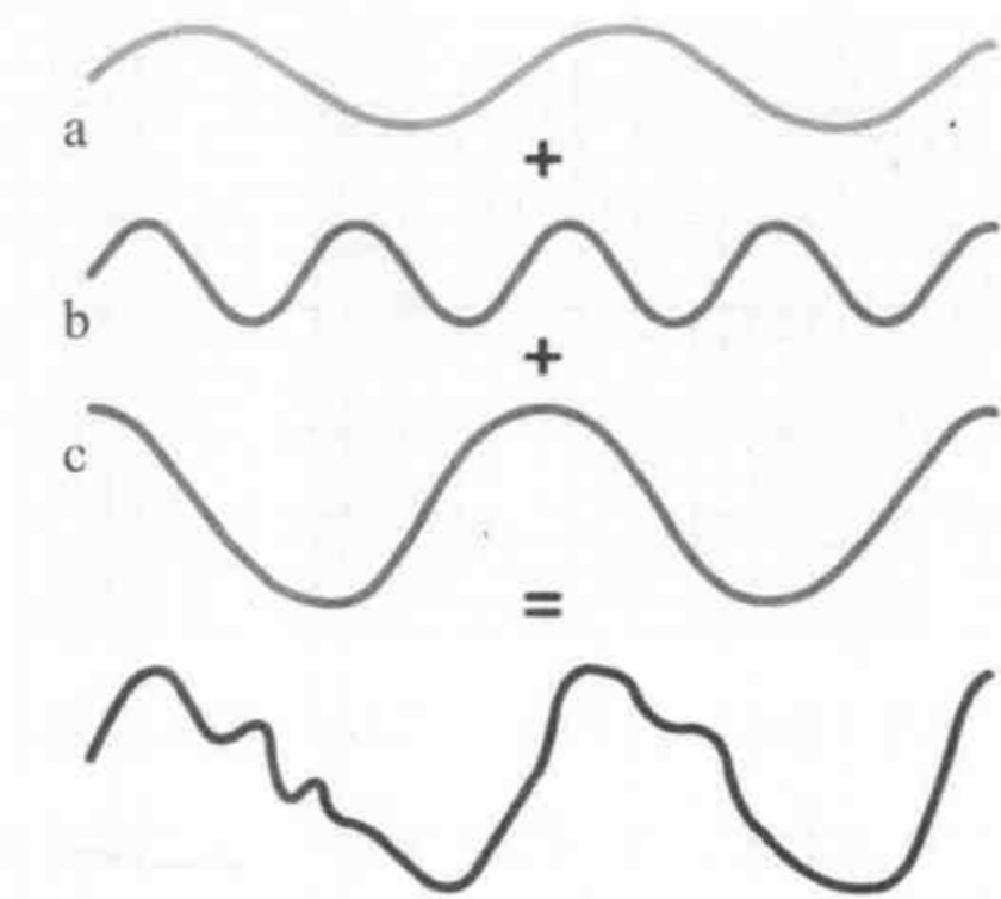 a
+
b
+
c
=